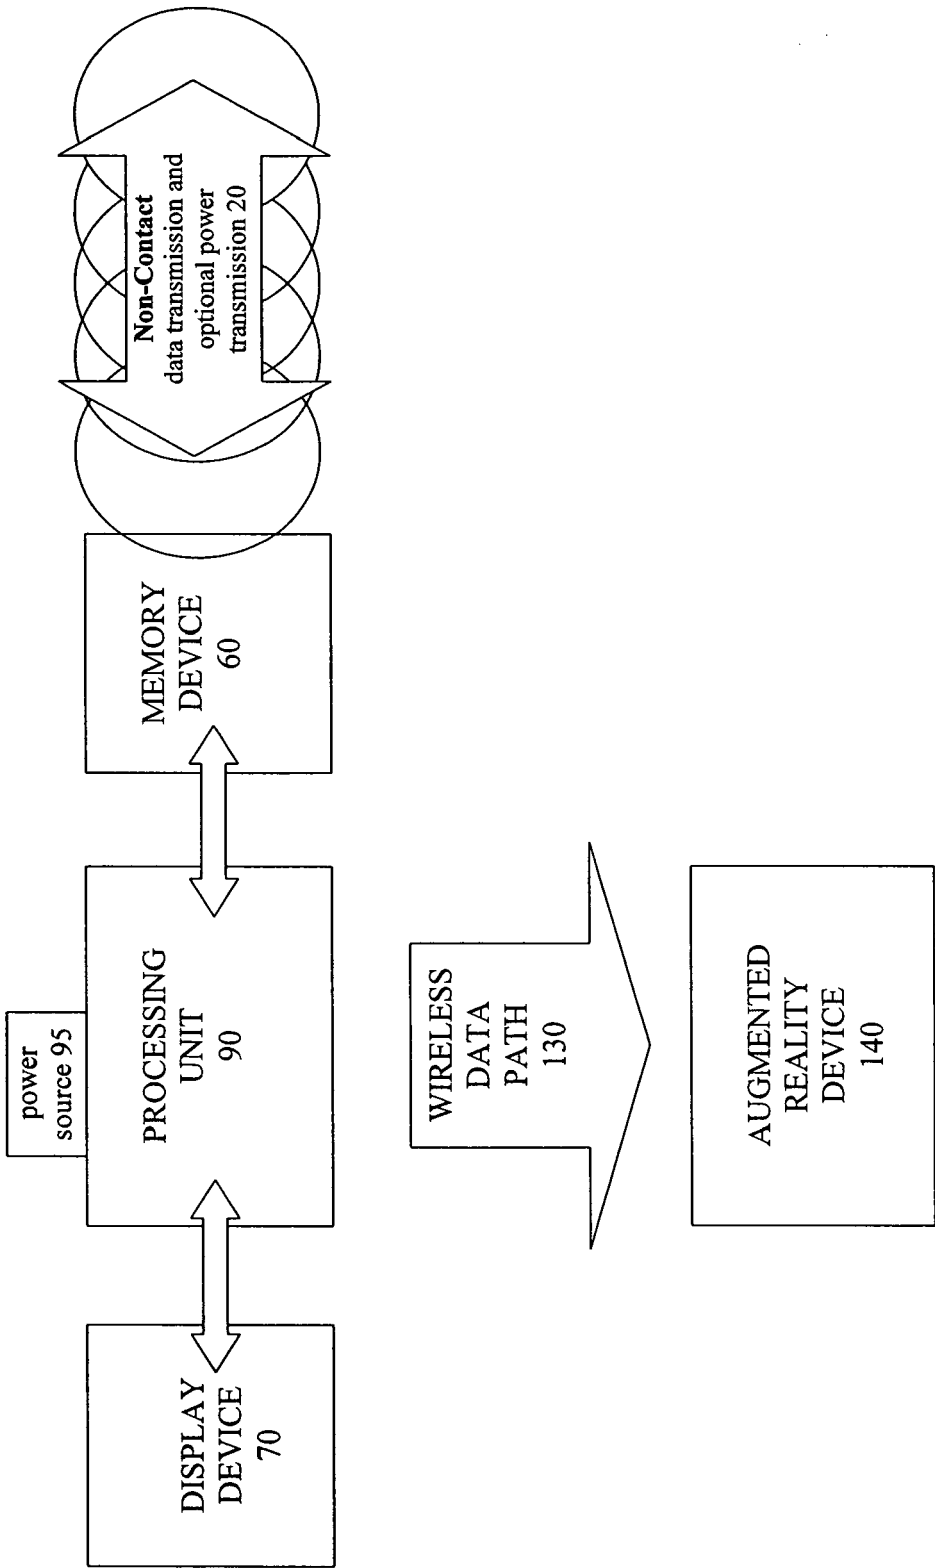 power
source 95
DISPLAY
DEVICE
70
PROCESSING
UNIT
90
MEMORY
DEVICE
60
Non-Contact
data transmission and
optional power
transmission 20
WIRELESS
DATA
PATH
130
AUGMENTED
REALITY
DEVICE
140